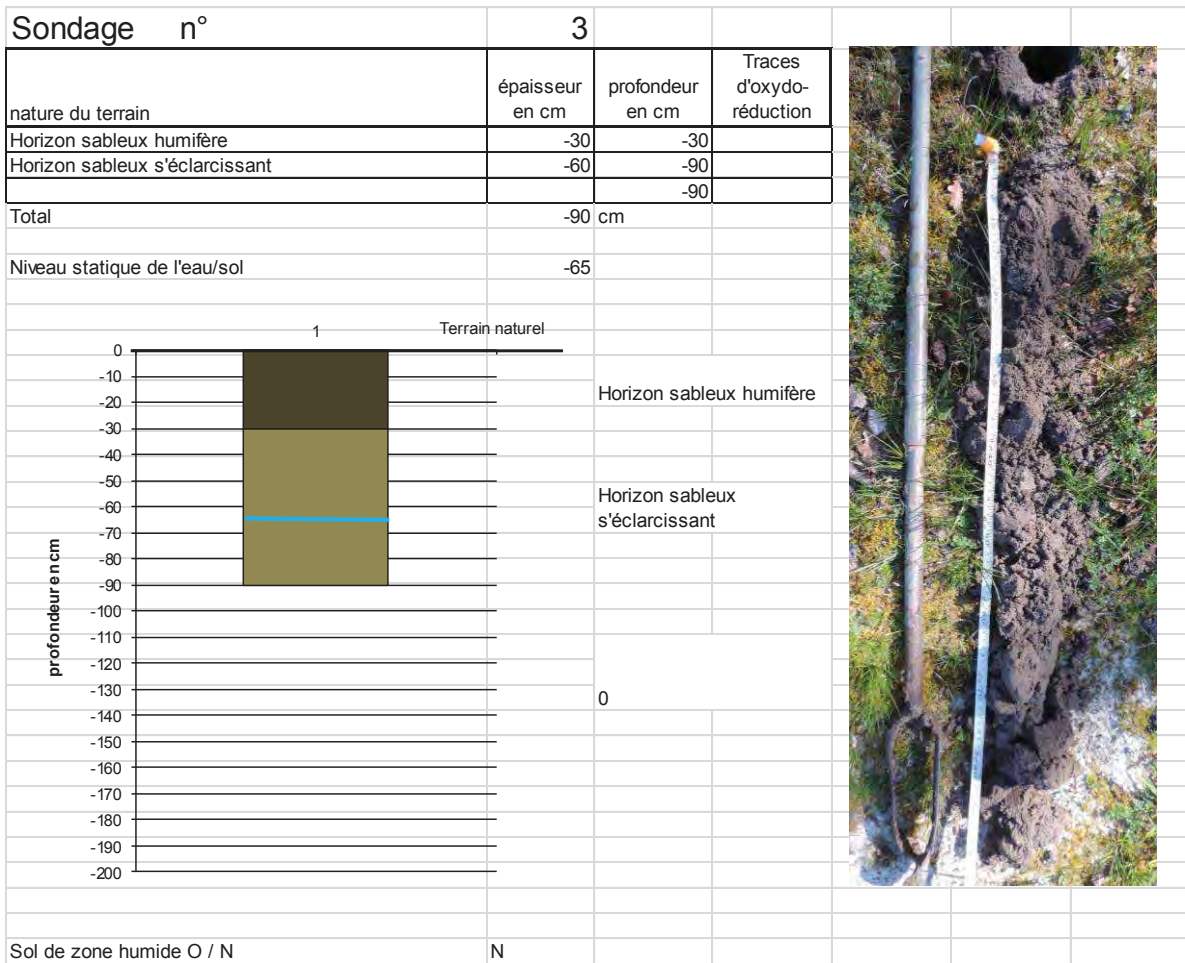 Sondage n° 3
nature du terrain épaisseur en cm profondeur en cm Traces d'oxydo-réduction
Horizon sableux humifère -30 -30
Horizon sableux s'éclarcissant -60 -90
-90
Total -90 cm
Niveau statique de l'eau/sol -65
1 Terrain naturel
0
-10
-20
-30
-40
-50
-60
-70
-80
-90
-100
-110
-120
-130
-140
-150
-160
-170
-180
-190
-200
profondeur en cm
Horizon sableux humifère
Horizon sableux
s'éclarcissant
0
Sol de zone humide O / N N